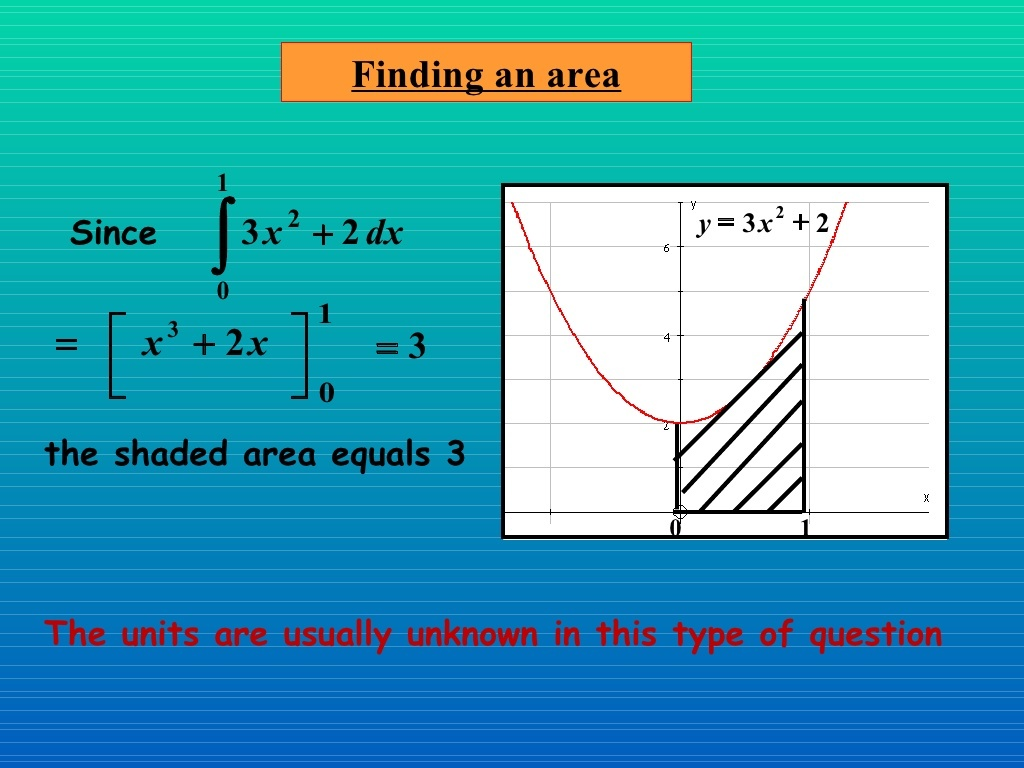 Finding an area
Since ∫₀¹ 3x² + 2 dx
= [x³ + 2x]₀¹ = 3
the shaded area equals 3
y
y = 3x² + 2
6
4
2
x
0 1
The units are usually unknown in this type of question